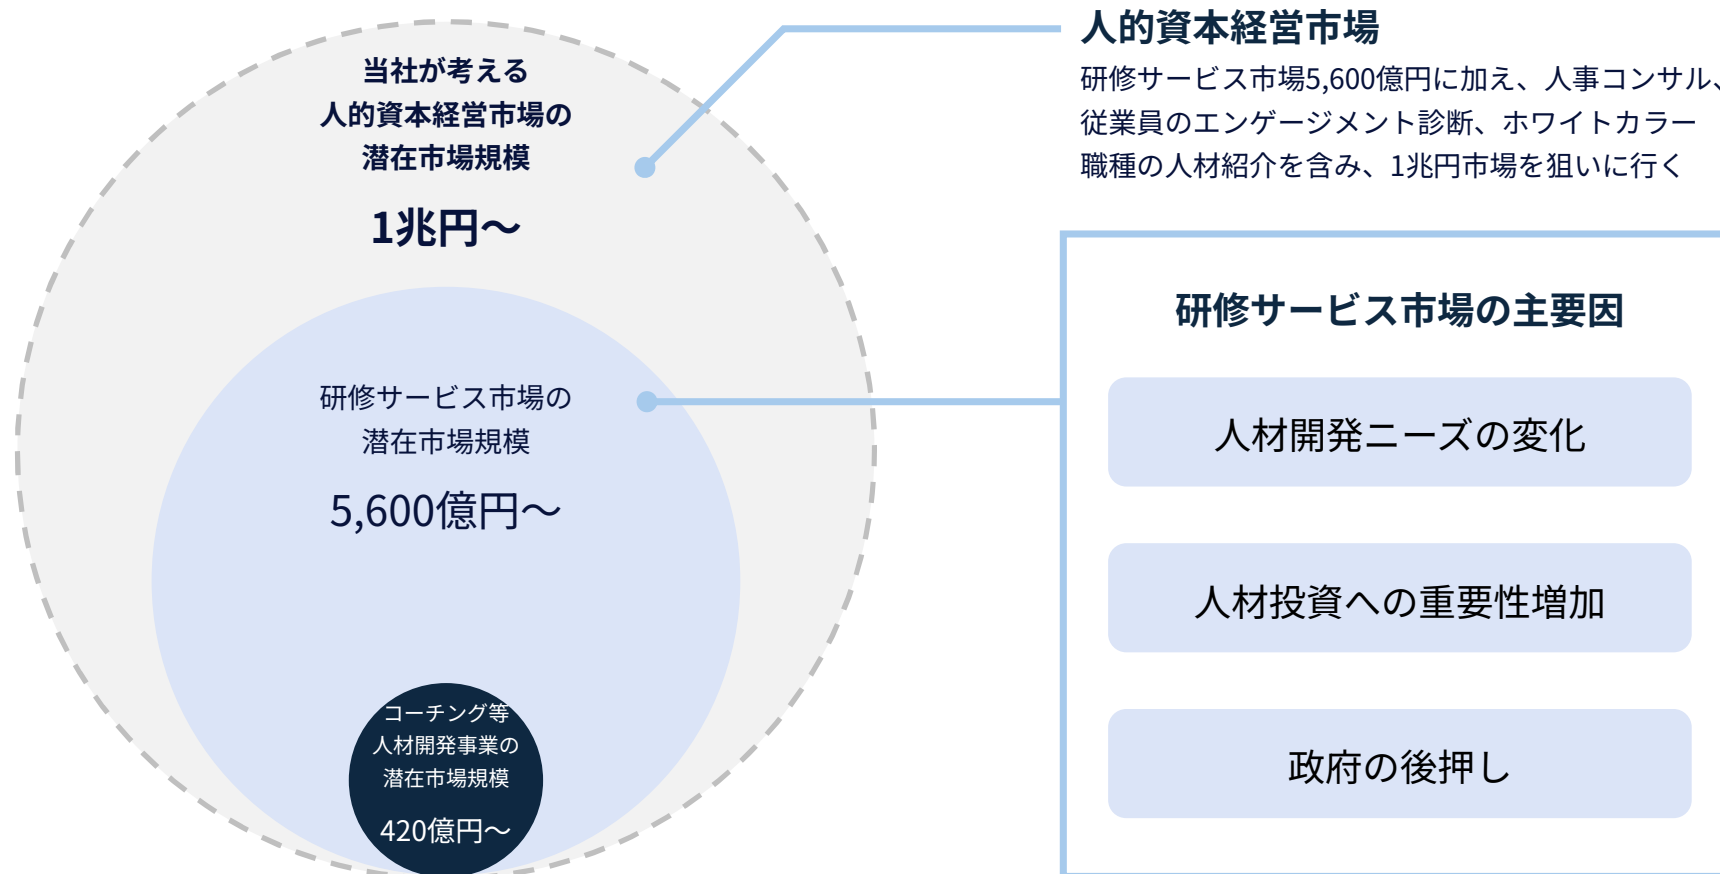 当社が考える
人的資本経営市場の
潜在市場規模
1兆円〜
研修サービス市場の
潜在市場規模
5,600億円〜
コーチング等
人材開発事業の
潜在市場規模
420億円〜
人的資本経営市場
研修サービス市場5,600億円に加え、人事コンサル、
従業員のエンゲージメント診断、ホワイトカラー
職種の人材紹介を含み、1兆円市場を狙いに行く
研修サービス市場の主要因
人材開発ニーズの変化
人材投資への重要性増加
政府の後押し